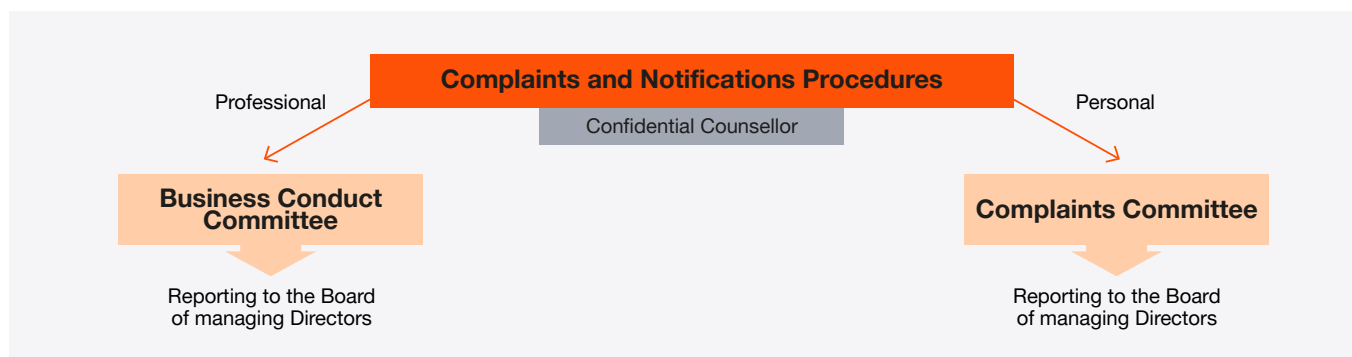 Complaints and Notifications Procedures
Professional
Personal
Confidential Counsellor
Business Conduct
Committee
Complaints Committee
Reporting to the Board
of managing Directors
Reporting to the Board
of managing Directors